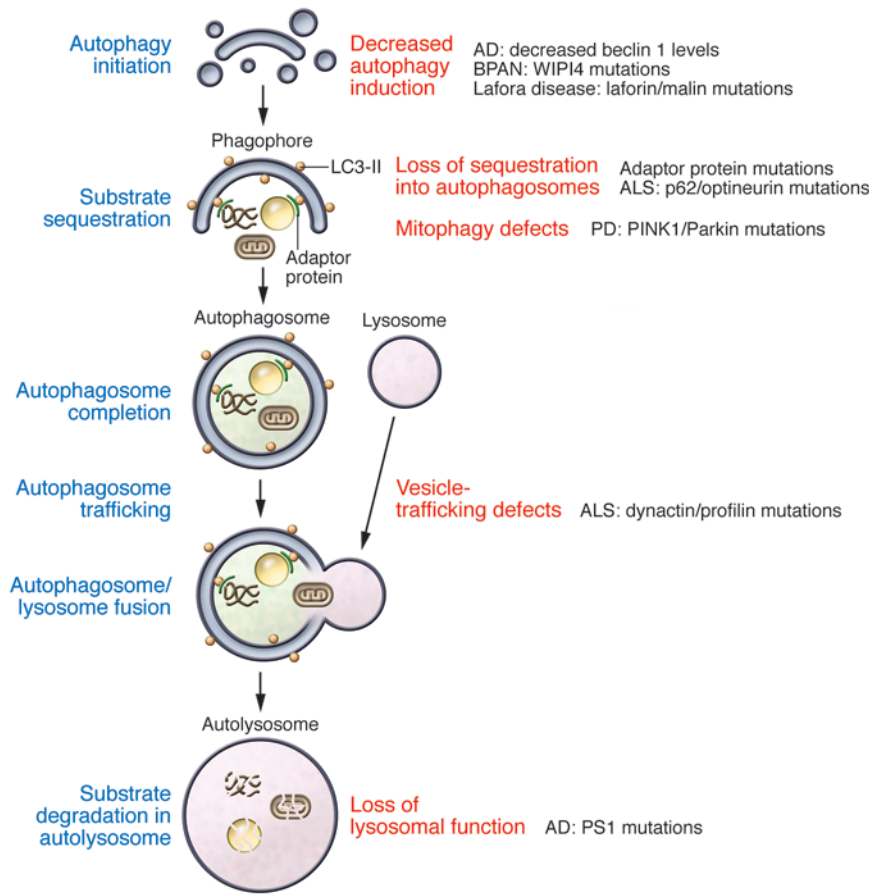 Autophagy
initiation
Decreased
autophagy
induction
AD: decreased beclin 1 levels
BPAN: WIPI4 mutations
Lafora disease: laforin/malin mutations
Phagophore
LC3-II
Substrate
sequestration
Loss of sequestration
into autophagosomes
Adaptor protein mutations
ALS: p62/optineurin mutations
Mitophagy defects
PD: PINK1/Parkin mutations
Adaptor
protein
Autophagosome
Lysosome
Autophagosome
completion
Autophagosome
trafficking
Vesicle-
trafficking defects
ALS: dynactin/profilin mutations
Autophagosome/
lysosome fusion
Autolysosome
Substrate
degradation in
autolysosome
Loss of
lysosomal function
AD: PS1 mutations